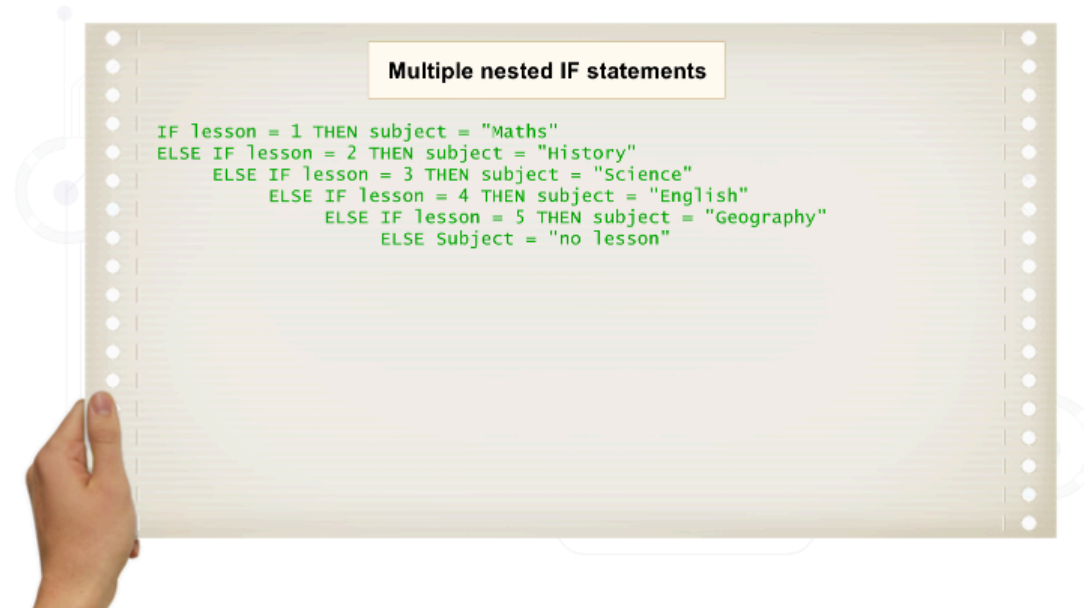 Multiple nested IF statements
IF lesson = 1 THEN subject = "Maths"
ELSE IF lesson = 2 THEN subject = "History"
ELSE IF lesson = 3 THEN subject = "Science"
ELSE IF lesson = 4 THEN subject = "English"
ELSE IF lesson = 5 THEN subject = "Geography"
ELSE Subject = "no lesson"